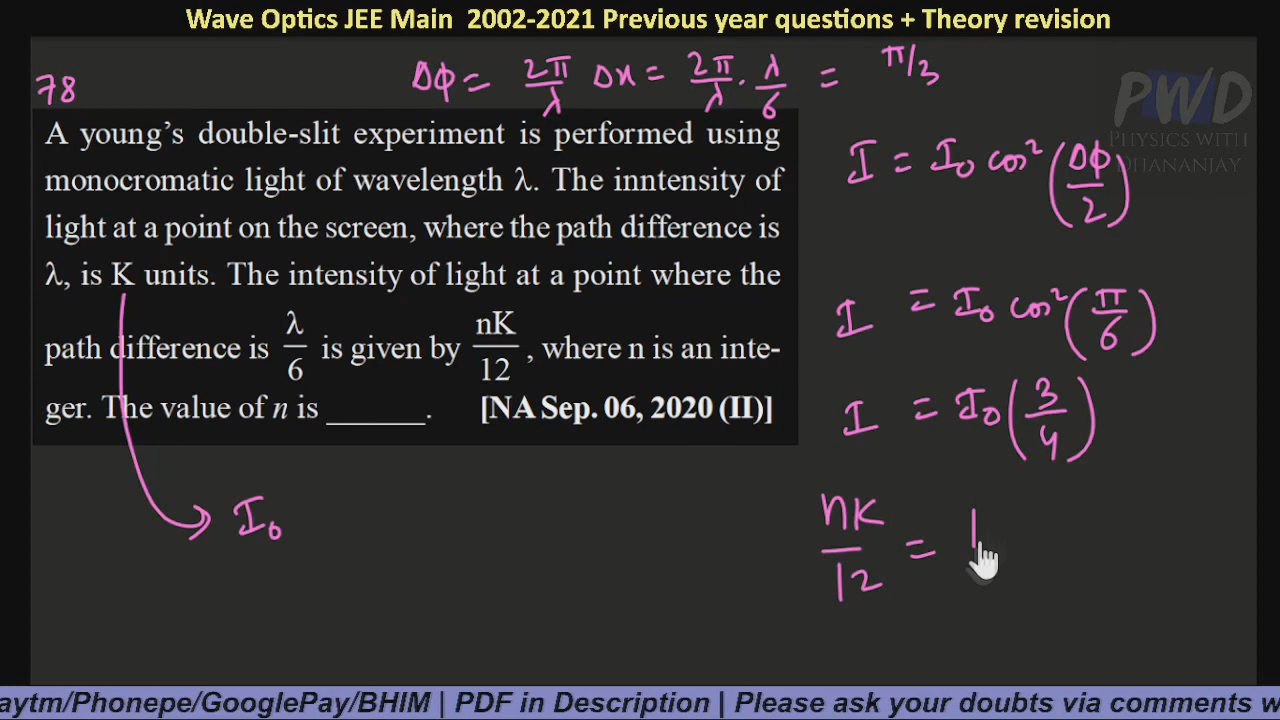 Wave Optics JEE Main 2002-2021 Previous year questions + Theory revision
78
Δφ = 2π/λ Δx = 2π/λ · λ/6 = π/3
PWD
PHYSICS WITH
DHANANJAY
A young's double-slit experiment is performed using
monocromatic light of wavelength λ. The inntensity of
light at a point on the screen, where the path difference is
λ, is K units. The intensity of light at a point where the
path difference is λ/6 is given by nK/12, where n is an inte-
ger. The value of n is ______. [NA Sep. 06, 2020 (II)]
I₀
I = I₀ cos² (Δφ/2)
I = I₀ cos² (π/6)
I = I₀ (3/4)
nK/12 =
aytm/Phonepe/GooglePay/BHIM | PDF in Description | Please ask your doubts via comments w